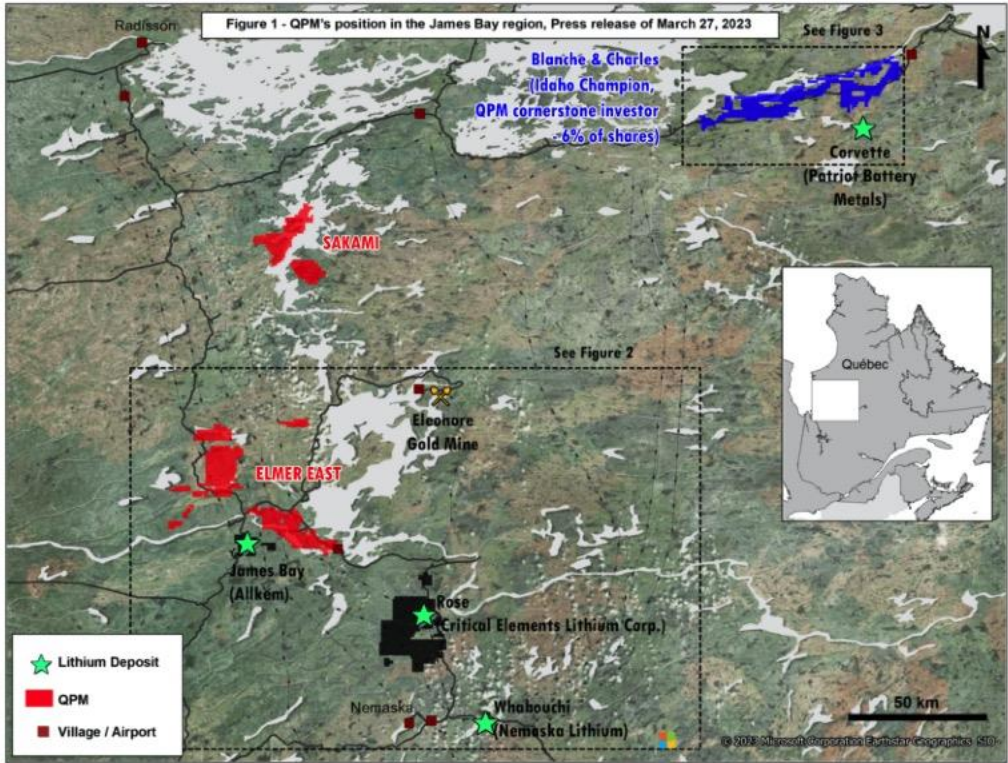 Figure 1 - QPM's position in the James Bay region, Press release of March 27, 2023
Radisson
See Figure 3
N
Blanche & Charles
(Idaho Champion,
QPM cornerstone investor
- 6% of shares)
Corvette
(Patriot Battery
Metals)
SAKAMI
Québec
See Figure 2
Eleonore
Gold Mine
ELMER EAST
James Bay
(Allkem)
Rose
(Critical Elements Lithium Corp.)
Lithium Deposit
QPM
Village / Airport
Nemaska
Whabouchi
(Nemaska Lithium)
50 km
© 2023 Microsoft Corporation Earthstar Geographics SIO